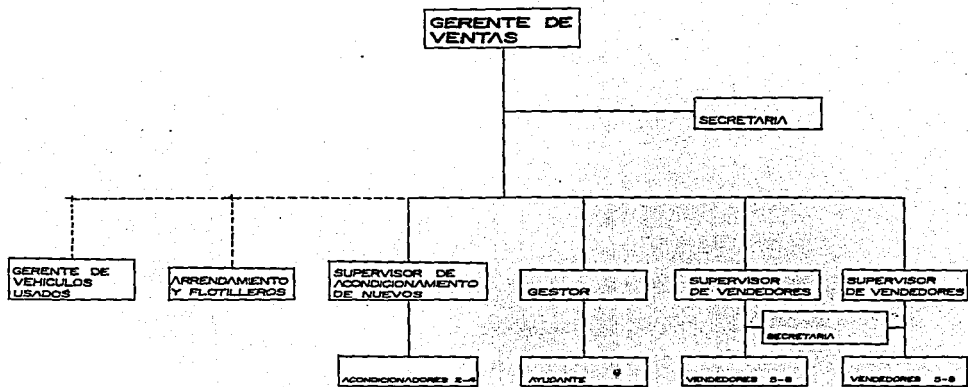 GERENTE DE
VENTAS
SECRETARIA
GERENTE DE
VEHICULOS
USADOS
ARRENDAMIENTO
Y FLOTILLEROS
SUPERVISOR DE
ACONDICIONAMIENTO
DE NUEVOS
GESTOR
SUPERVISOR
DE VENDEDORES
SUPERVISOR
DE VENDEDORES
SECRETARIA
ACONDICIONADORES 2-4
AYUDANTE
VENDEDORES
VENDEDORES